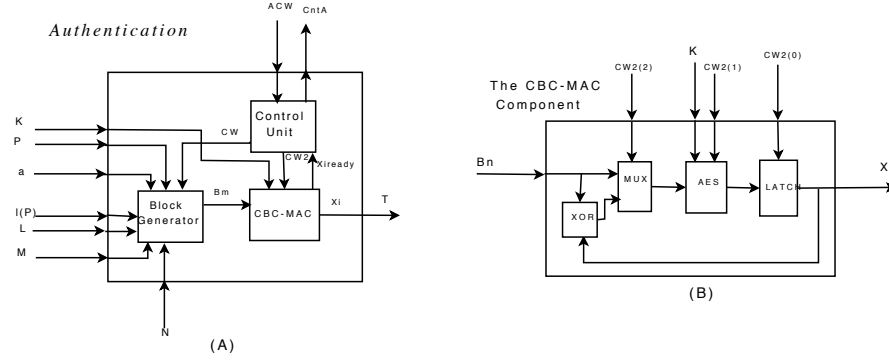 Authentication
ACW
CntA
K
P
a
l(P)
L
M
N
CW
Control
Unit
CW2
Xiready
Block
Generator
Bm
CBC-MAC
Xi
T
(A)
The CBC-MAC
Component
CW2(2)
K
CW2(1)
CW2(0)
Bn
MUX
AES
LATCH
XOR
X
(B)